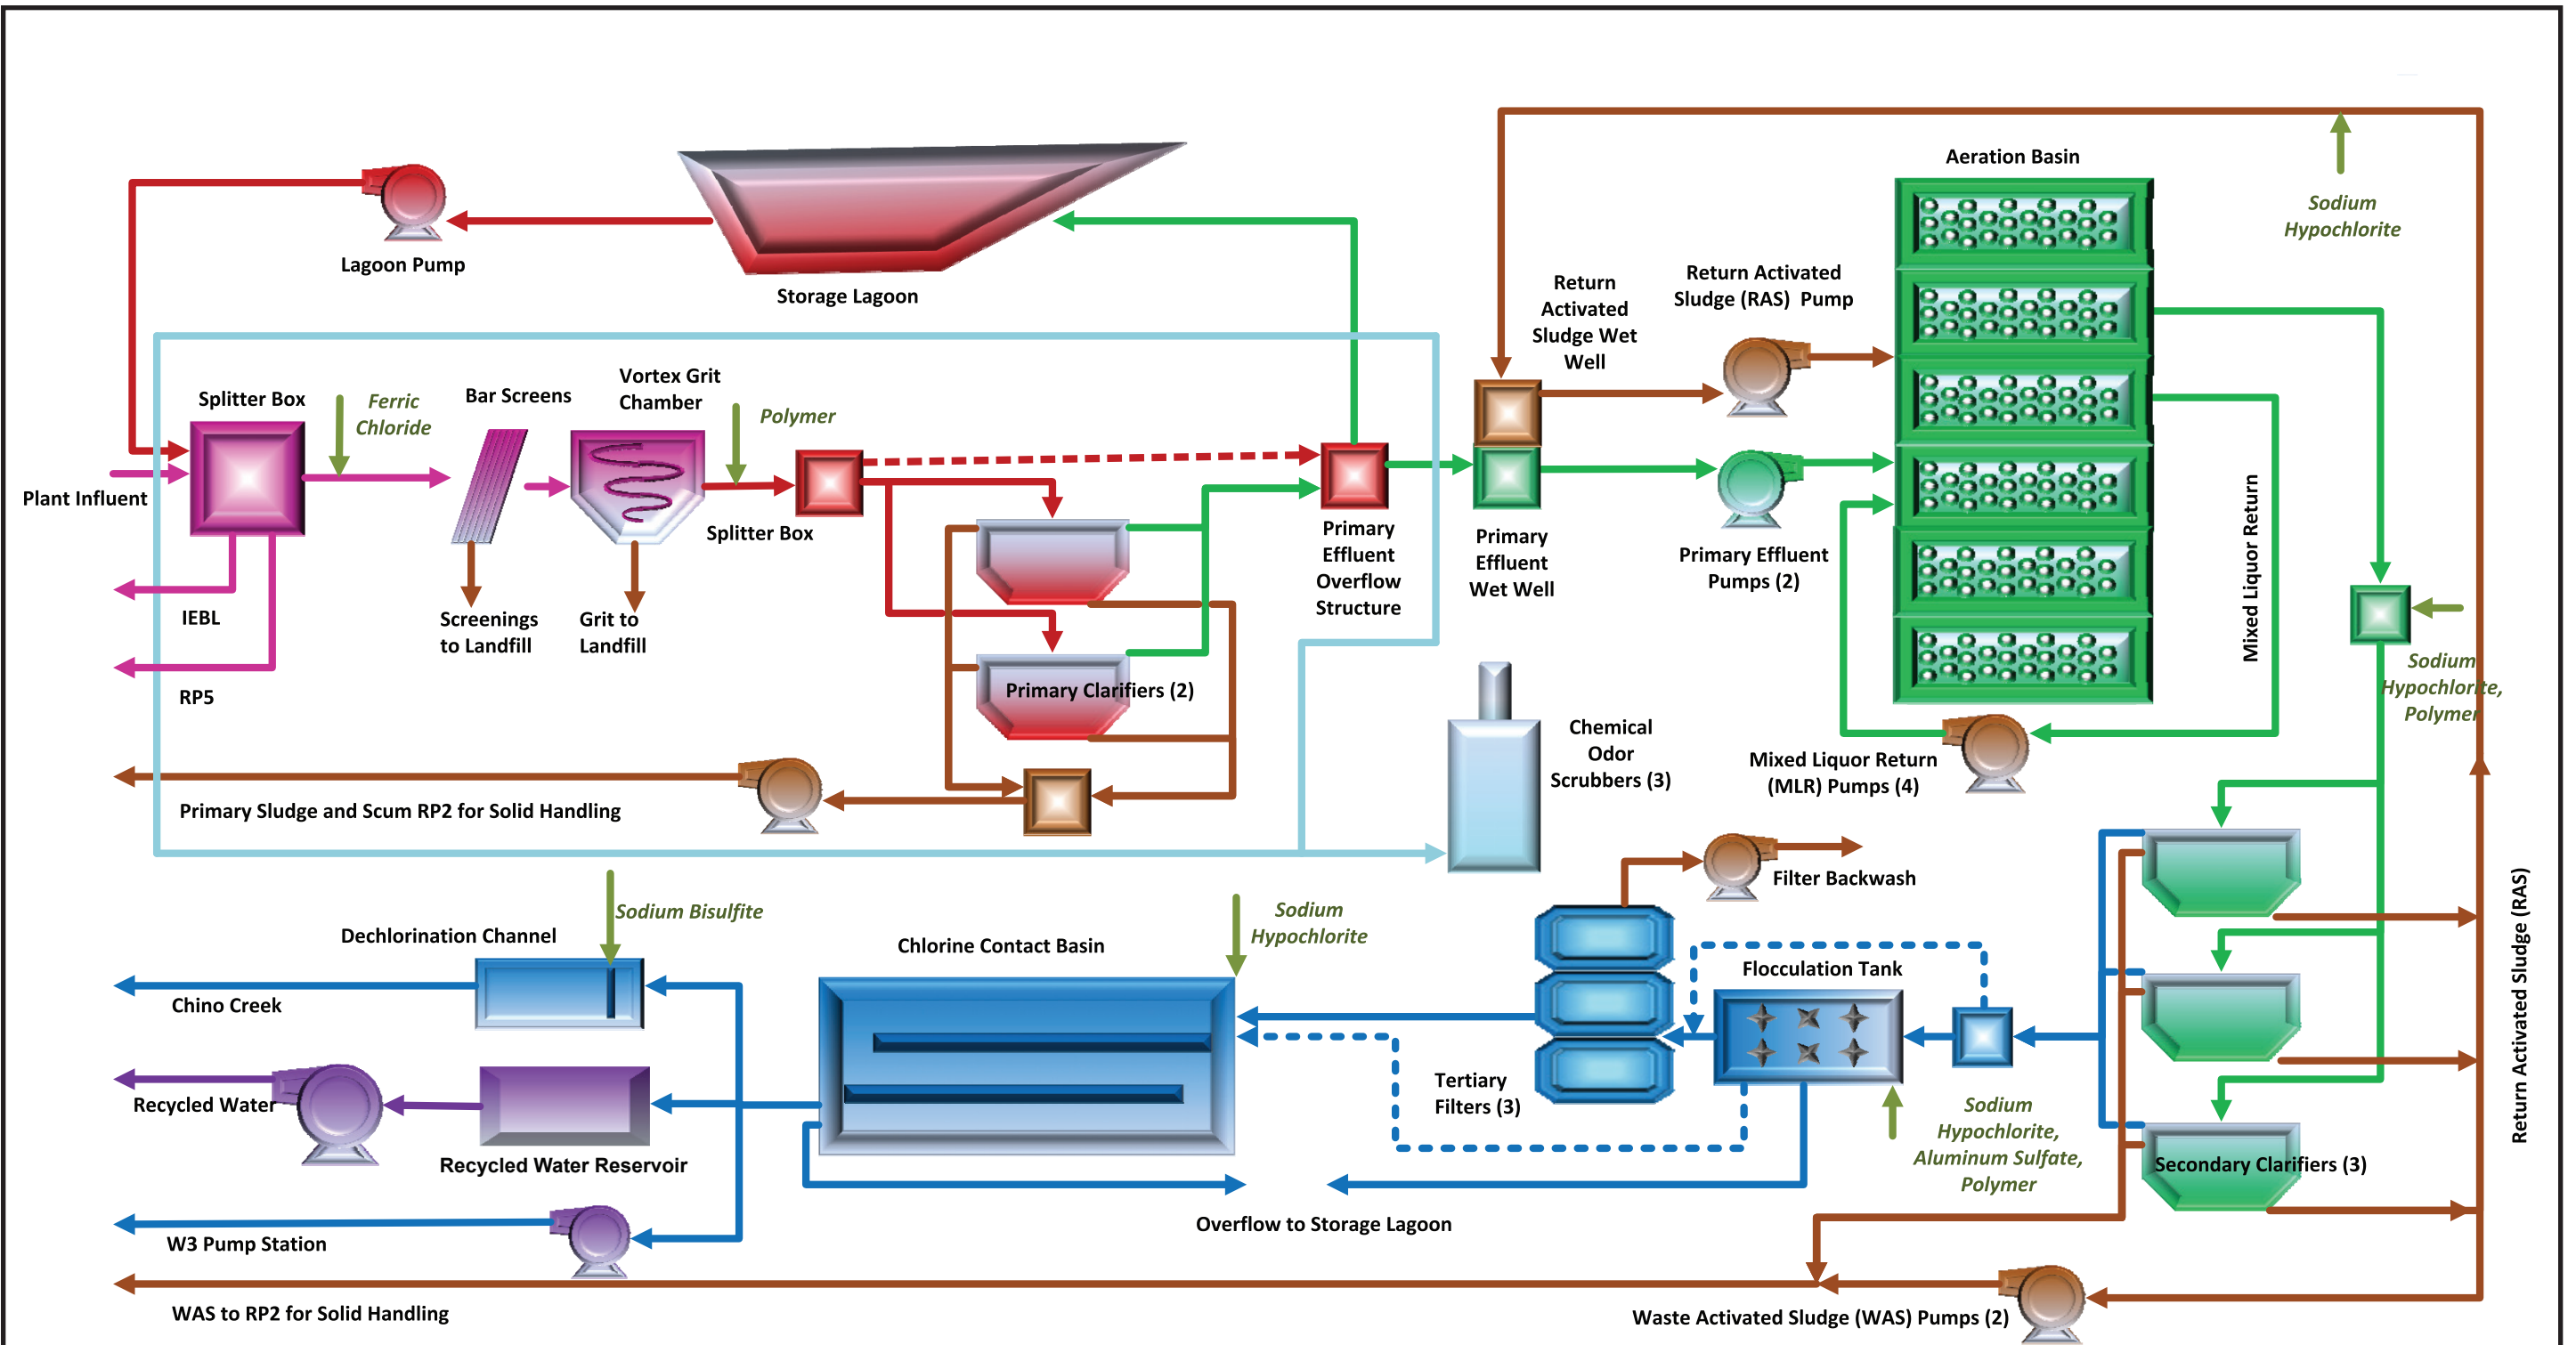 Aeration Basin
Sodium
Hypochlorite
Lagoon Pump
Storage Lagoon
Return
Activated
Sludge Wet
Well
Return Activated
Sludge (RAS)  Pump
Splitter Box
Ferric
Chloride
Bar Screens
Vortex Grit
Chamber
Polymer
Plant Influent
Splitter Box
Primary
Effluent
Overflow
Structure
Primary
Effluent
Wet Well
Primary Effluent
Pumps (2)
Mixed Liquor Return
IEBL
Screenings
to Landfill
Grit to
Landfill
RP5
Primary Clarifiers (2)
Sodium
Hypochlorite,
Polymer
Chemical
Odor
Scrubbers (3)
Mixed Liquor Return
(MLR) Pumps (4)
Primary Sludge and Scum RP2 for Solid Handling
Filter Backwash
Sodium Bisulfite
Dechlorination Channel
Chlorine Contact Basin
Sodium
Hypochlorite
Flocculation Tank
Return Activated Sludge (RAS)
Chino Creek
Tertiary
Filters (3)
Recycled Water
Recycled Water Reservoir
Sodium
Hypochlorite,
Aluminum Sulfate,
Polymer
Secondary Clarifiers (3)
Overflow to Storage Lagoon
W3 Pump Station
WAS to RP2 for Solid Handling
Waste Activated Sludge (WAS) Pumps (2)